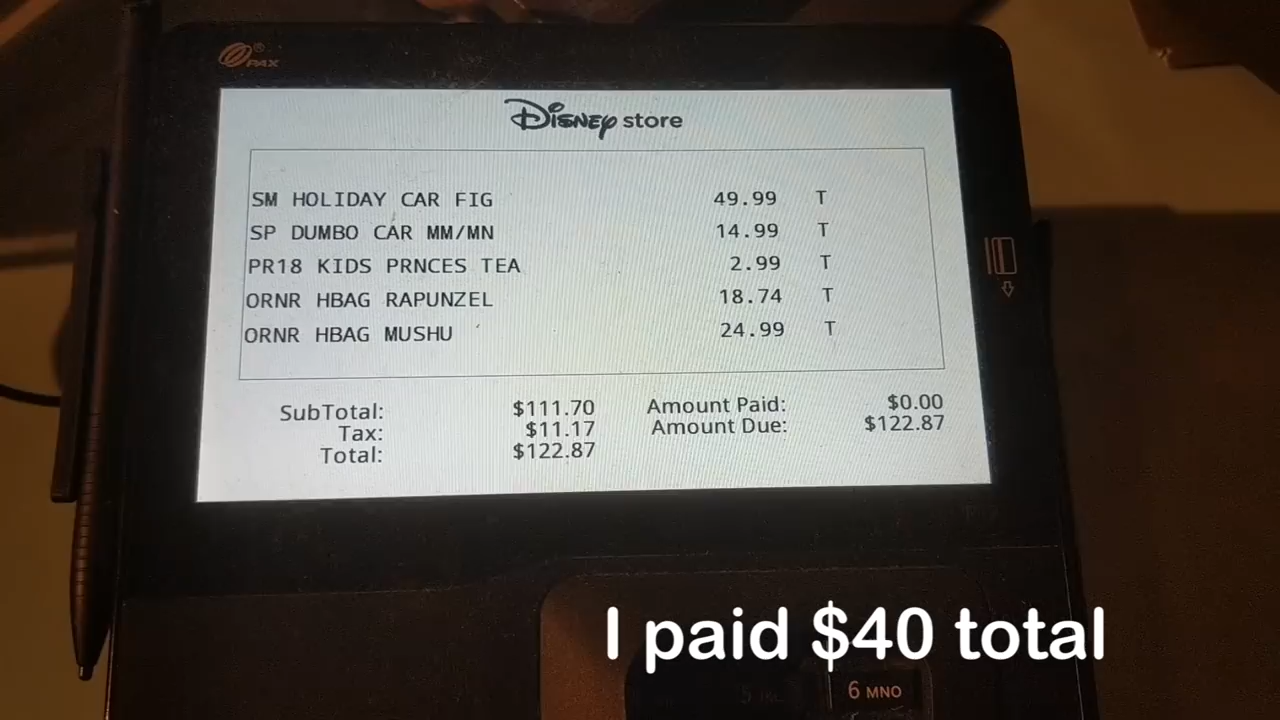 PAX
Disney store
SM HOLIDAY CAR FIG 49.99 T
SP DUMBO CAR MM/MN 14.99 T
PR18 KIDS PRNCES TEA 2.99 T
ORNR HBAG RAPUNZEL 18.74 T
ORNR HBAG MUSHU 24.99 T
SubTotal: $111.70 Amount Paid: $0.00
Tax: $11.17 Amount Due: $122.87
Total: $122.87
I paid $40 total
6 MNO